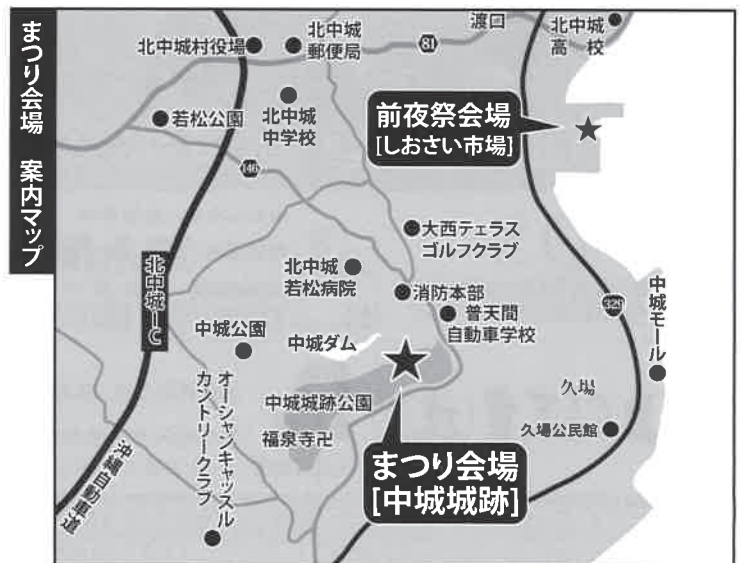 まつり会場 案内マップ
北中城村役場
北中城
郵便局
81
渡口
北中城
高校
若松公園
北中城
中学校
前夜祭会場
[しおさい市場]
146
大西テェラス
ゴルフクラブ
北中城IC
北中城
若松病院
消防本部
普天間
自動車学校
329
中城モール
中城公園
中城ダム
久場
中城城跡公園
久場公民館
オーシャンキャッスル
カントリークラブ
福泉寺卍
まつり会場
[中城城跡]
沖縄自動車道